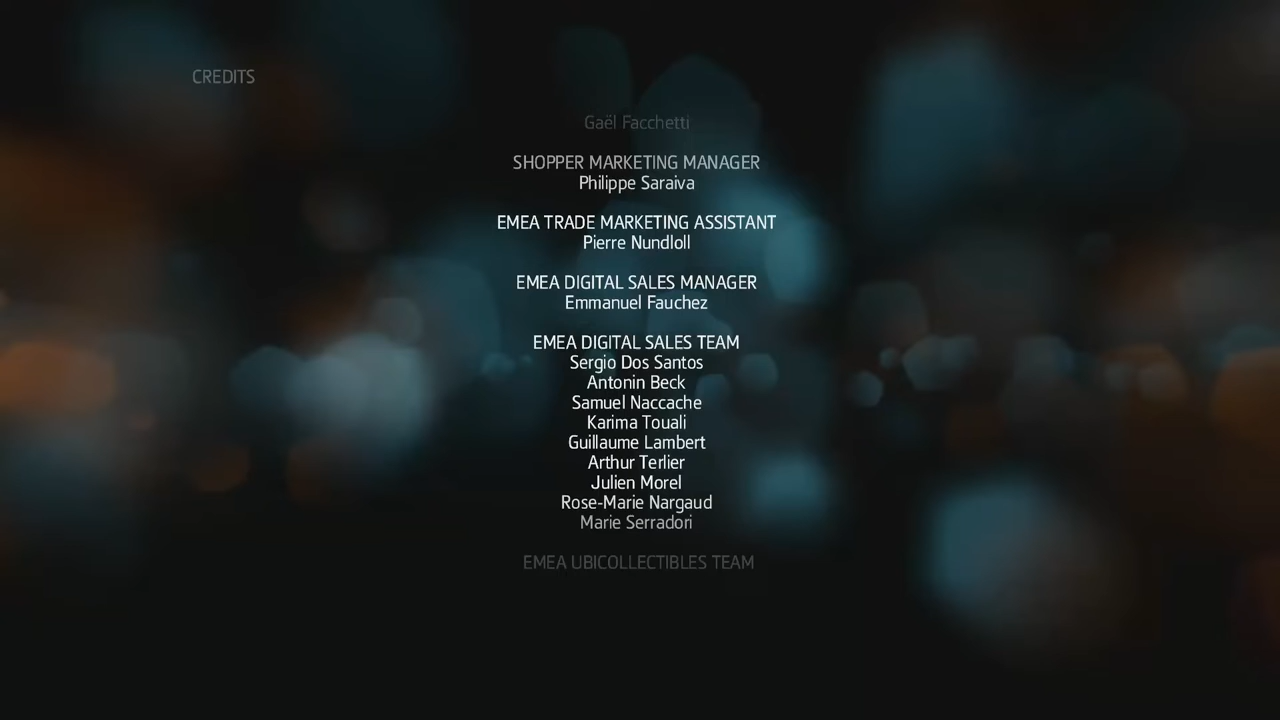 CREDITS
Gaël Facchetti
SHOPPER MARKETING MANAGER
Philippe Saraiva
EMEA TRADE MARKETING ASSISTANT
Pierre Nundloll
EMEA DIGITAL SALES MANAGER
Emmanuel Fauchez
EMEA DIGITAL SALES TEAM
Sergio Dos Santos
Antonin Beck
Samuel Naccache
Karima Touali
Guillaume Lambert
Arthur Terlier
Julien Morel
Rose-Marie Nargaud
Marie Serradori
EMEA UBICOLLECTIBLES TEAM